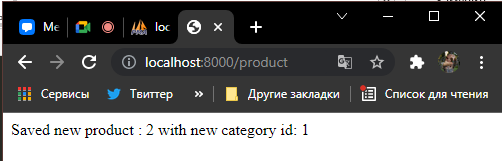 Me
loc
localhost:8000/product
Сервисы Твиттер » Другие закладки Список для чтения
Saved new product : 2 with new category id: 1